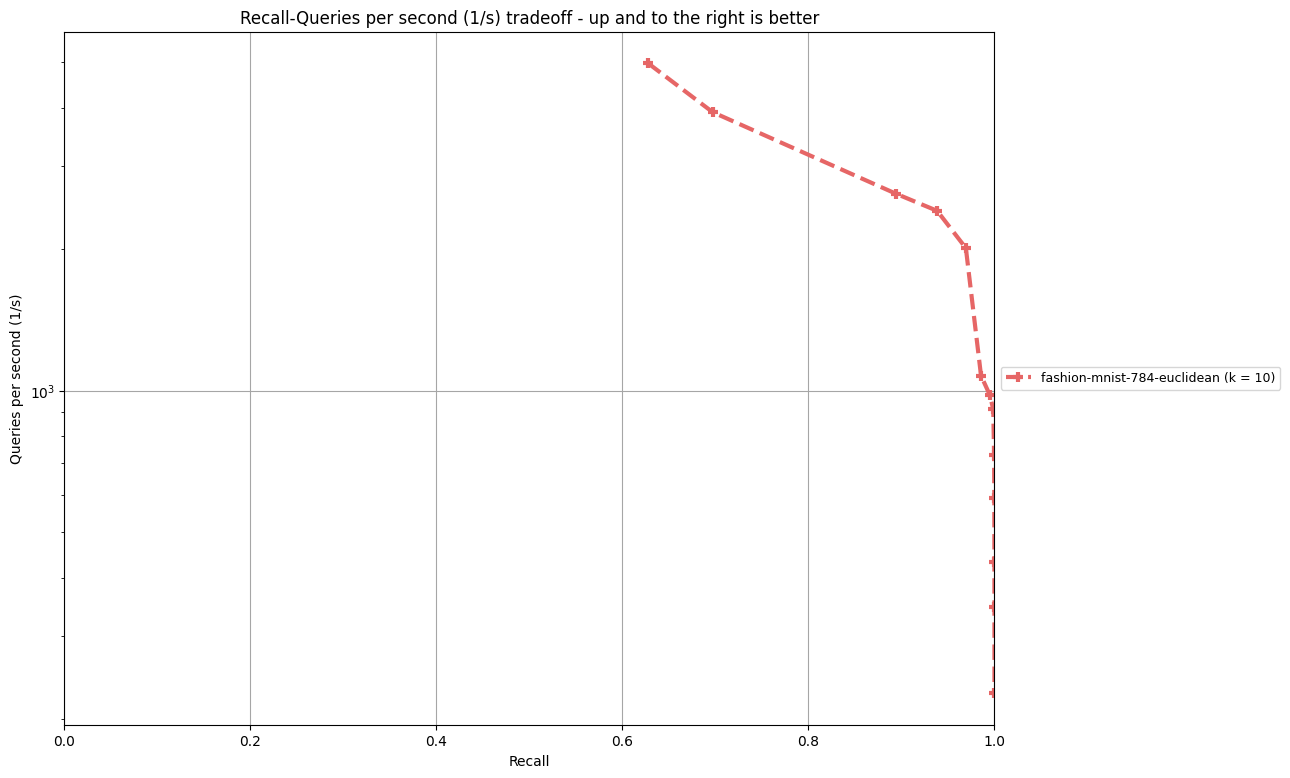 Recall-Queries per second (1/s) tradeoff - up and to the right is better
Queries per second (1/s)
10³
fashion-mnist-784-euclidean (k = 10)
0.0 0.2 0.4 0.6 0.8 1.0
Recall